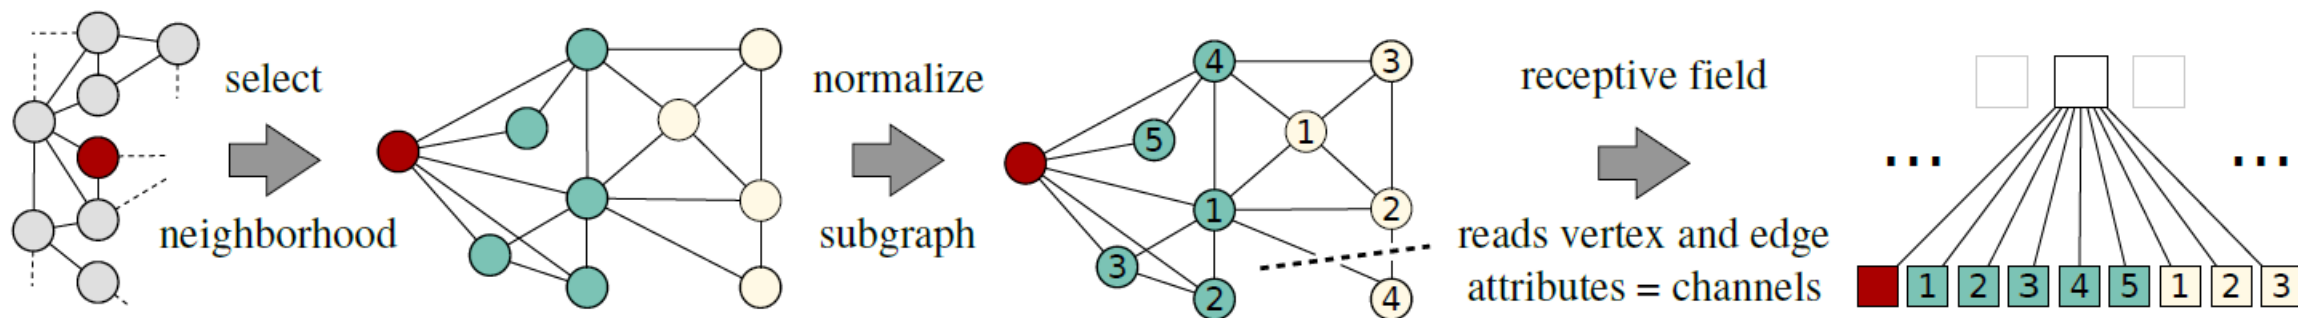 select
neighborhood
normalize
subgraph
4 3
5 1
1 2
3 2 4
receptive field
reads vertex and edge
attributes = channels
... ...
1 2 3 4 5 1 2 3